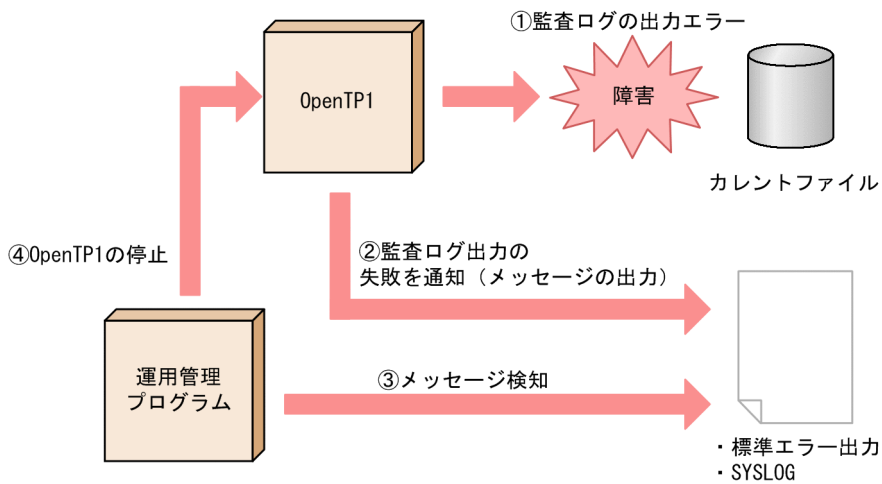 ①監査ログの出力エラー
OpenTP1
障害
カレントファイル
④OpenTP1の停止
②監査ログ出力の
失敗を通知（メッセージの出力）
運用管理
プログラム
③メッセージ検知
・標準エラー出力
・SYSLOG